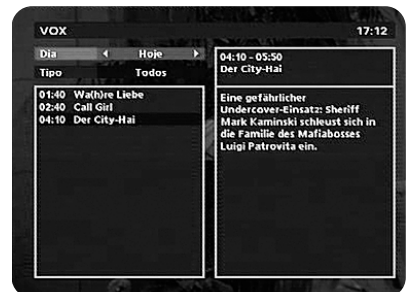 VOX 17:12
Dia Hoje
Tipo Todos
01:40 Wa(h)re Liebe
02:40 Call Girl
04:10 Der City-Hai
04:10 - 05:50
Der City-Hai
Eine gefährlicher
Undercover-Einsatz: Sheriff
Mark Kaminski schleust sich in
die Familie des Mafiabosses
Luigi Patrovita ein.